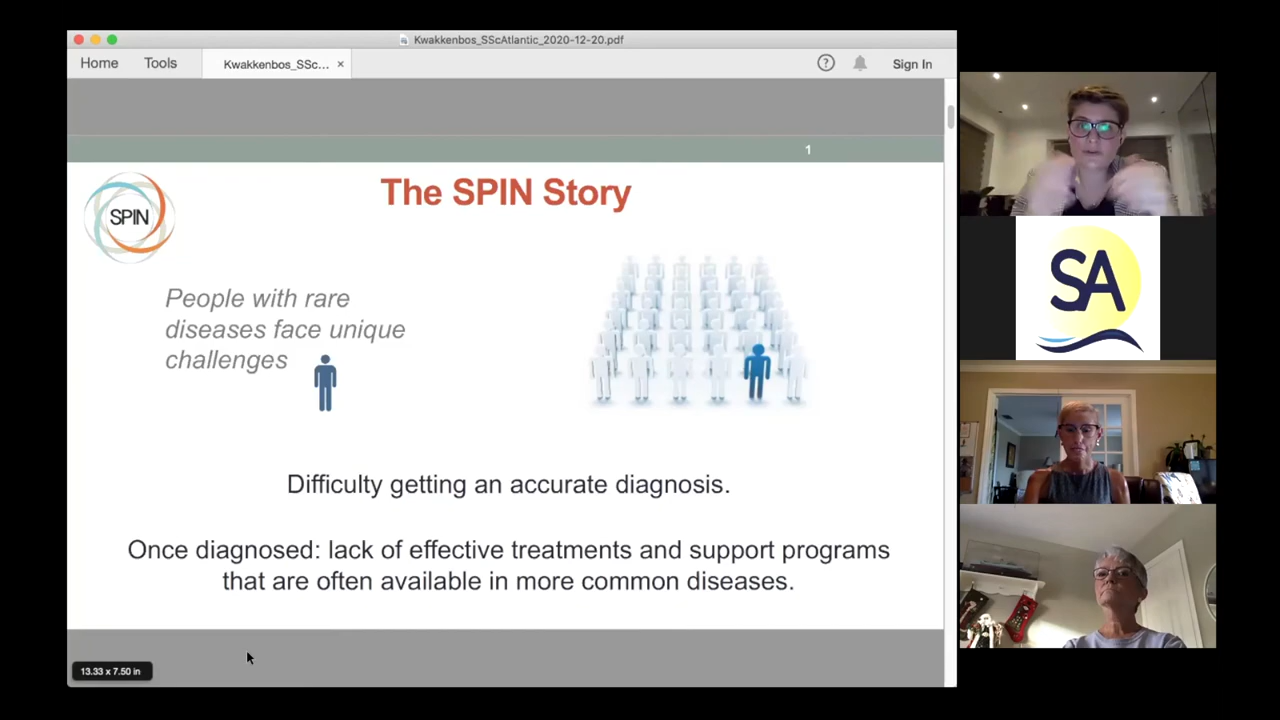 Kwakkenbos_SScAtlantic_2020-12-20.pdf
Home
Tools
Kwakkenbos_SSc... ×
?
Sign In
1
SPIN
The SPIN Story
People with rare
diseases face unique
challenges
Difficulty getting an accurate diagnosis.
Once diagnosed: lack of effective treatments and support programs
that are often available in more common diseases.
13.33 x 7.50 in
SA